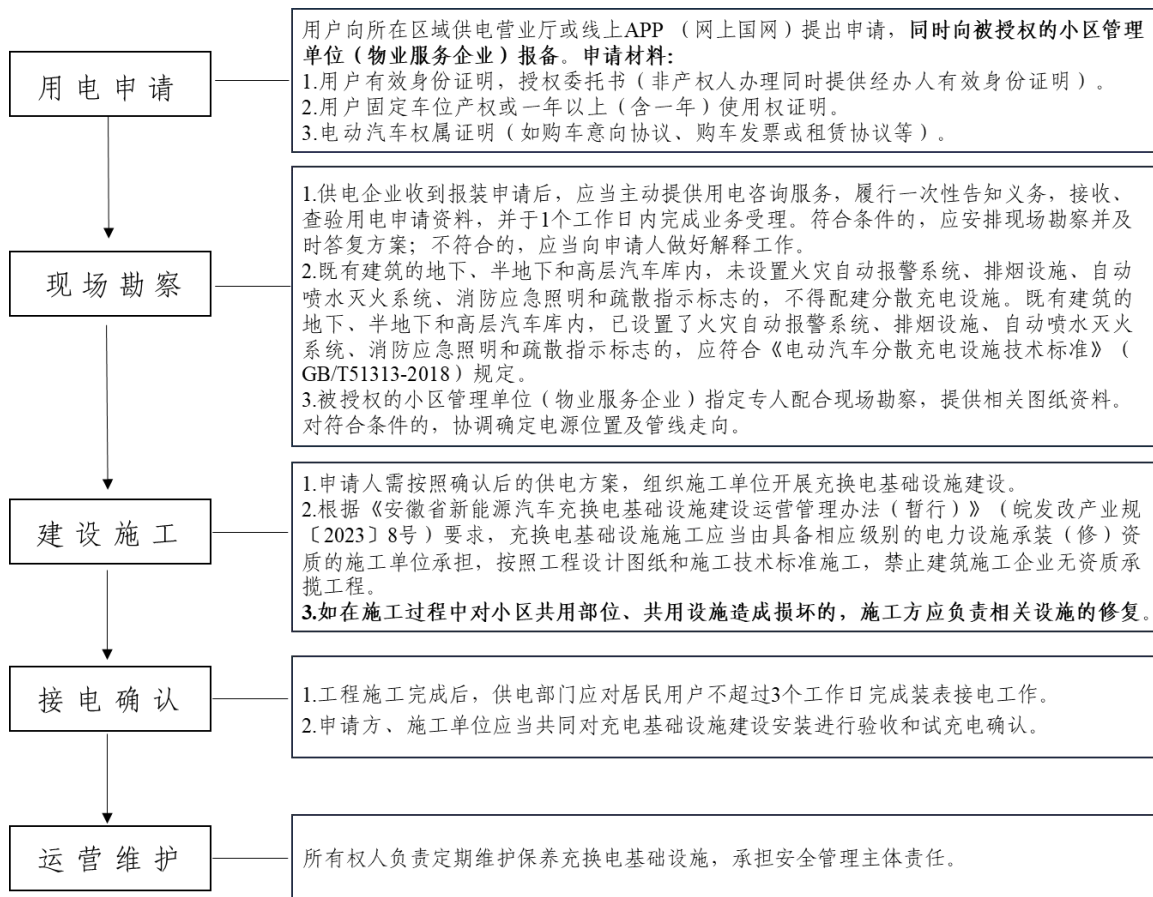 用电申请
用户向所在区域供电营业厅或线上APP （网上国网）提出申请，同时向被授权的小区管理
单位（物业服务企业）报备。申请材料：
1.用户有效身份证明，授权委托书（非产权人办理同时提供经办人有效身份证明）。
2.用户固定车位产权或一年以上（含一年）使用权证明。
3.电动汽车权属证明（如购车意向协议、购车发票或租赁协议等）。
现场勘察
1.供电企业收到报装申请后，应当主动提供用电咨询服务，履行一次性告知义务，接收、
查验用电申请资料，并于1个工作日内完成业务受理。符合条件的，应安排现场勘察并及
时答复方案；不符合的，应当向申请人做好解释工作。
2.既有建筑的地下、半地下和高层汽车库内，未设置火灾自动报警系统、排烟设施、自动
喷水灭火系统、消防应急照明和疏散指示标志的，不得配建分散充电设施。既有建筑的
地下、半地下和高层汽车库内，已设置了火灾自动报警系统、排烟设施、自动喷水灭火
系统、消防应急照明和疏散指示标志的，应符合《电动汽车分散充电设施技术标准》（
GB/T51313-2018）规定。
3.被授权的小区管理单位（物业服务企业）指定专人配合现场勘察，提供相关图纸资料。
对符合条件的，协调确定电源位置及管线走向。
建设施工
1.申请人需按照确认后的供电方案，组织施工单位开展充换电基础设施建设。
2.根据《安徽省新能源汽车充换电基础设施建设运营管理办法（暂行）》（皖发改产业规
〔2023〕8号）要求，充换电基础设施施工应当由具备相应级别的电力设施承装（修）资
质的施工单位承担，按照工程设计图纸和施工技术标准施工，禁止建筑施工企业无资质承
揽工程。
3.如在施工过程中对小区共用部位、共用设施造成损坏的，施工方应负责相关设施的修复。
接电确认
1.工程施工完成后，供电部门应对居民用户不超过3个工作日完成装表接电工作。
2.申请方、施工单位应当共同对充电基础设施建设安装进行验收和试充电确认。
运营维护
所有权人负责定期维护保养充换电基础设施，承担安全管理主体责任。